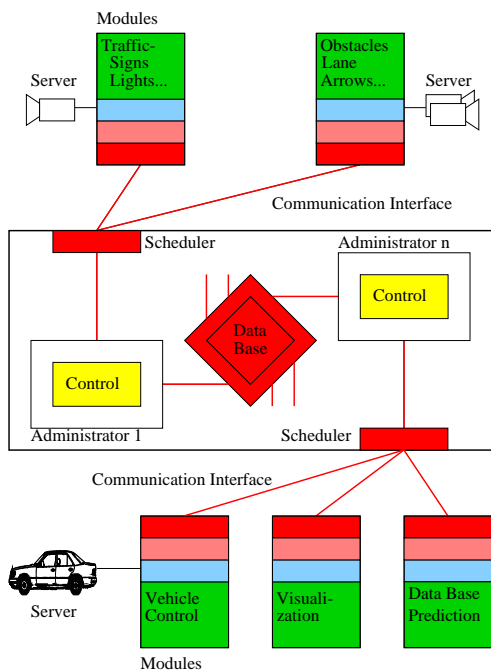 Modules
Traffic-
Signs
Lights...
Obstacles
Lane
Arrows...
Server
Server
Communication Interface
Scheduler
Administrator n
Control
Data
Base
Control
Administrator 1
Scheduler
Communication Interface
Vehicle
Control
Visuali-
zation
Data Base
Prediction
Server
Modules